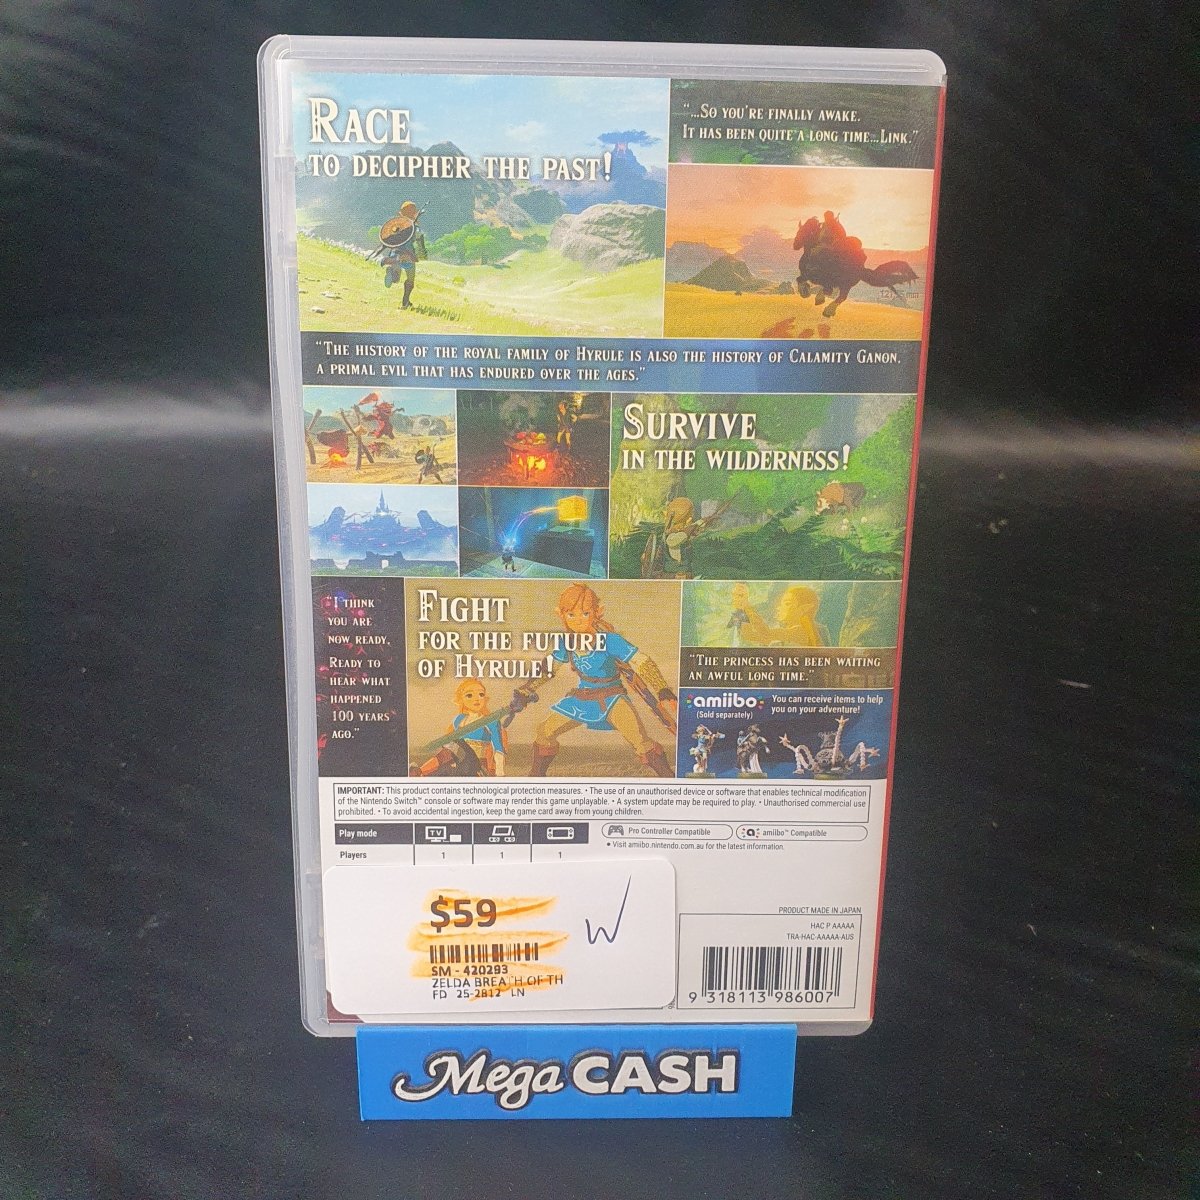 RACE
TO DECIPHER THE PAST!
"...SO YOU'RE FINALLY AWAKE.
IT HAS BEEN QUITE A LONG TIME...LINK."
"THE HISTORY OF THE ROYAL FAMILY OF HYRULE IS ALSO THE HISTORY OF CALAMITY GANON.
A PRIMAL EVIL THAT HAS ENDURED OVER THE AGES."
SURVIVE
IN THE WILDERNESS!
"I THINK
YOU ARE
NOW READY.
READY TO
HEAR WHAT
HAPPENED
100 YEARS
AGO."
FIGHT
FOR THE FUTURE
OF HYRULE!
"THE PRINCESS HAS BEEN WAITING
AN AWFUL LONG TIME."
amiibo
(Sold separately)
You can receive items to help
you on your adventure!
IMPORTANT: This product contains technological protection measures. • The use of an unauthorised device or software that enables technical modification
of the Nintendo Switch™ console or software may render this game unplayable. • A system update may be required to play. • Unauthorised commercial use
prohibited. • To avoid accidental ingestion, keep the game card away from young children.
Play mode TV
Players 1 1 1
Pro Controller Compatible
amiibo™ Compatible
• Visit amiibo.nintendo.com.au for the latest information.
PRODUCT MADE IN JAPAN
HAC P AAAAA
TRA-HAC-AAAAA-AUS
9 318113 986007
$59
W
SM - 420293
ZELDA BREATH OF TH
FD 25-2812 LN
Mega CASH